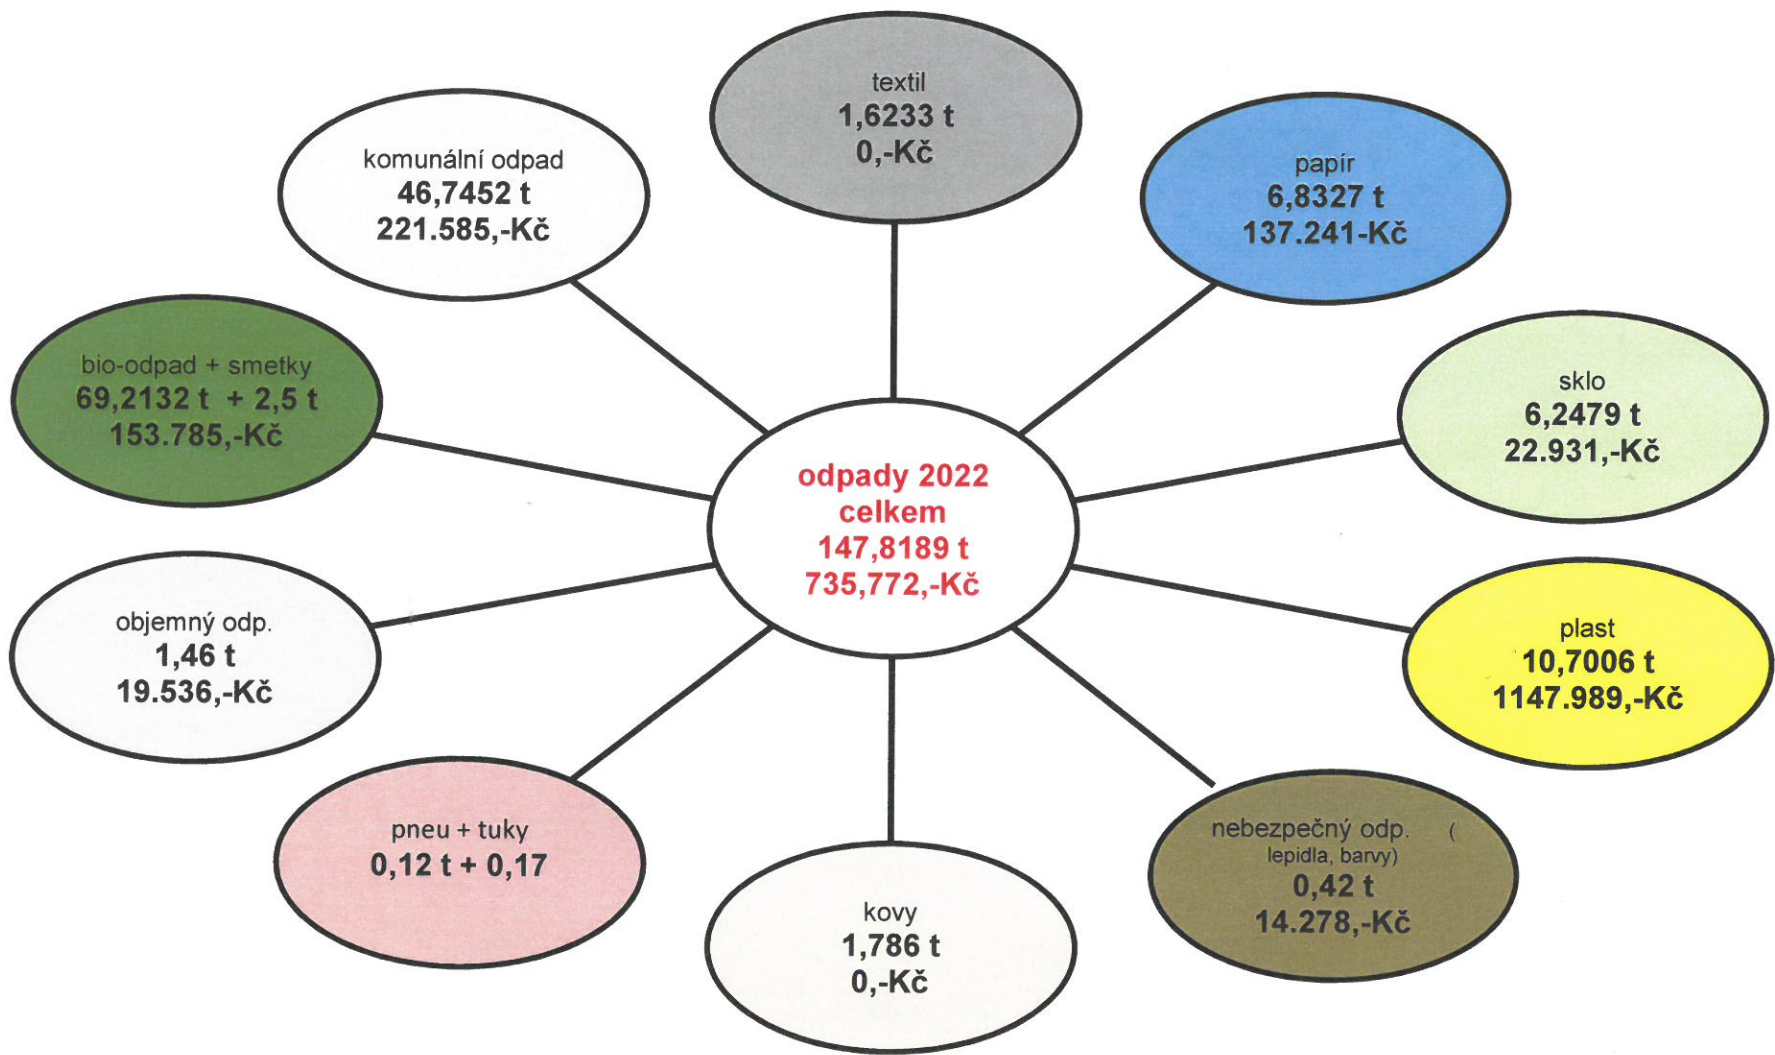 textil
1,6233 t
0,-Kč
komunální odpad
46,7452 t
221.585,-Kč
papír
6,8327 t
137.241-Kč
bio-odpad + smetky
69,2132 t + 2,5 t
153.785,-Kč
sklo
6,2479 t
22.931,-Kč
odpady 2022
celkem
147,8189 t
735,772,-Kč
objemný odp.
1,46 t
19.536,-Kč
plast
10,7006 t
1147.989,-Kč
pneu + tuky
0,12 t + 0,17
nebezpečný odp. (
lepidla, barvy)
0,42 t
14.278,-Kč
kovy
1,786 t
0,-Kč